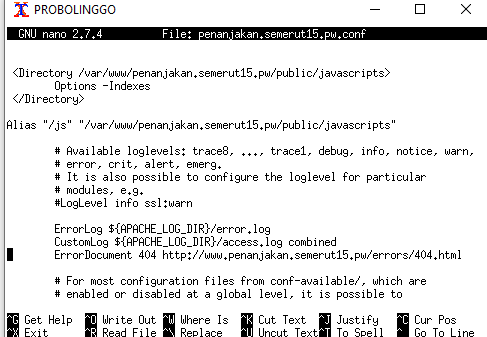 PROBOLINGGO
GNU nano 2.7.4 File: penanjakan.semerut15.pw.conf
<Directory /var/www/penanjakan.semerut15.pw/public/javascripts>
Options -Indexes
</Directory>
Alias "/js" "/var/www/penanjakan.semerut15.pw/public/javascripts"
# Available loglevels: trace8, ..., trace1, debug, info, notice, warn,
# error, crit, alert, emerg.
# It is also possible to configure the loglevel for particular
# modules, e.g.
#LogLevel info ssl:warn
ErrorLog ${APACHE_LOG_DIR}/error.log
CustomLog ${APACHE_LOG_DIR}/access.log combined
ErrorDocument 404 http://www.penanjakan.semerut15.pw/errors/404.html
# For most configuration files from conf-available/, which are
# enabled or disabled at a global level, it is possible to
^G Get Help ^O Write Out ^W Where Is ^K Cut Text ^J Justify ^C Cur Pos
^X Exit ^R Read File ^\ Replace ^U Uncut Text ^T To Spell ^_ Go To Line